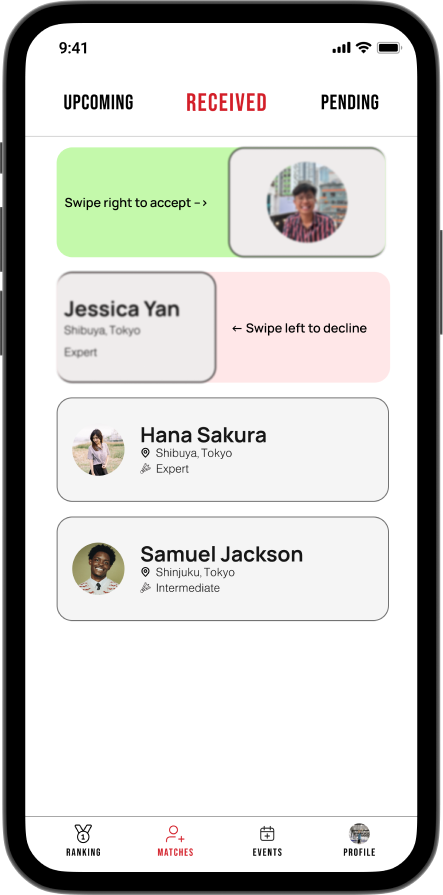 9:41
UPCOMING
RECEIVED
PENDING
Swipe right to accept -->
Jessica Yan
Shibuya, Tokyo
Expert
<- Swipe left to decline
Hana Sakura
Shibuya, Tokyo
Expert
Samuel Jackson
Shinjuku, Tokyo
Intermediate
1
RANKING
MATCHES
EVENTS
PROFILE